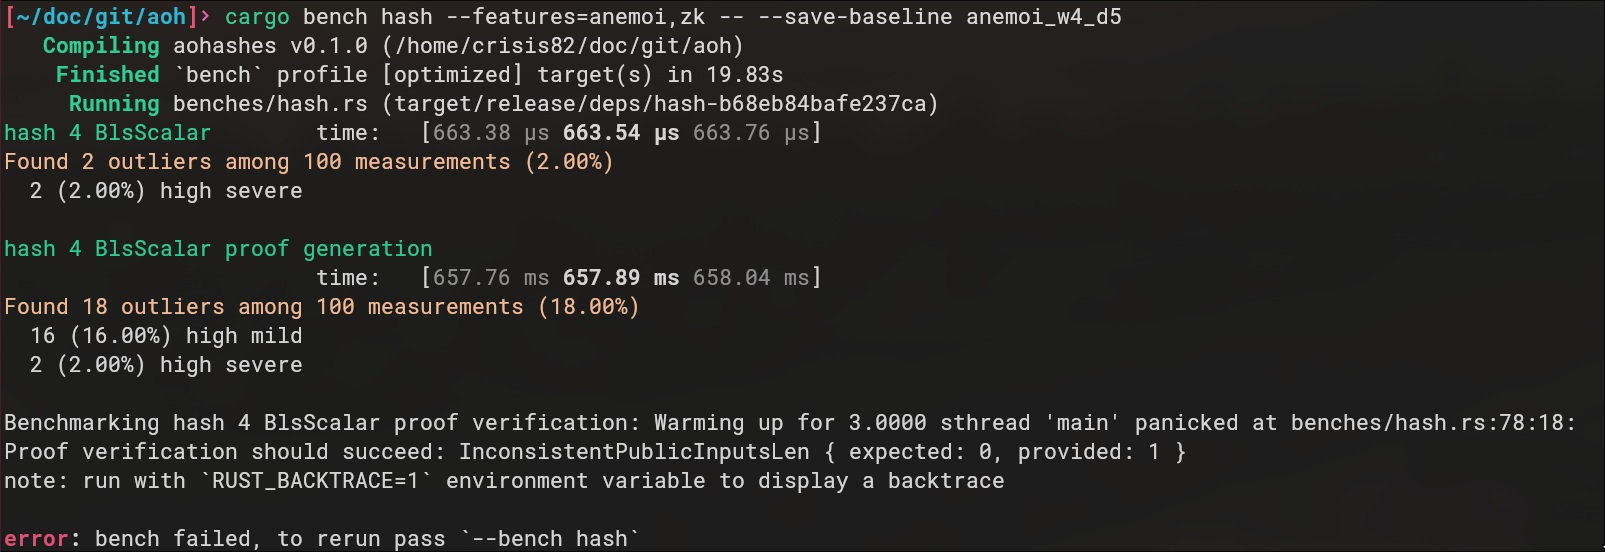 [~/doc/git/aoh]› cargo bench hash --features=anemoi,zk -- --save-baseline anemoi_w4_d5
Compiling aohashes v0.1.0 (/home/crisis82/doc/git/aoh)
Finished `bench` profile [optimized] target(s) in 19.83s
Running benches/hash.rs (target/release/deps/hash-b68eb84bafe237ca)
hash 4 BlsScalar time: [663.38 µs 663.54 µs 663.76 µs]
Found 2 outliers among 100 measurements (2.00%)
2 (2.00%) high severe
hash 4 BlsScalar proof generation
time: [657.76 ms 657.89 ms 658.04 ms]
Found 18 outliers among 100 measurements (18.00%)
16 (16.00%) high mild
2 (2.00%) high severe
Benchmarking hash 4 BlsScalar proof verification: Warming up for 3.0000 sthread 'main' panicked at benches/hash.rs:78:18:
Proof verification should succeed: InconsistentPublicInputsLen { expected: 0, provided: 1 }
note: run with `RUST_BACKTRACE=1` environment variable to display a backtrace
error: bench failed, to rerun pass `--bench hash`